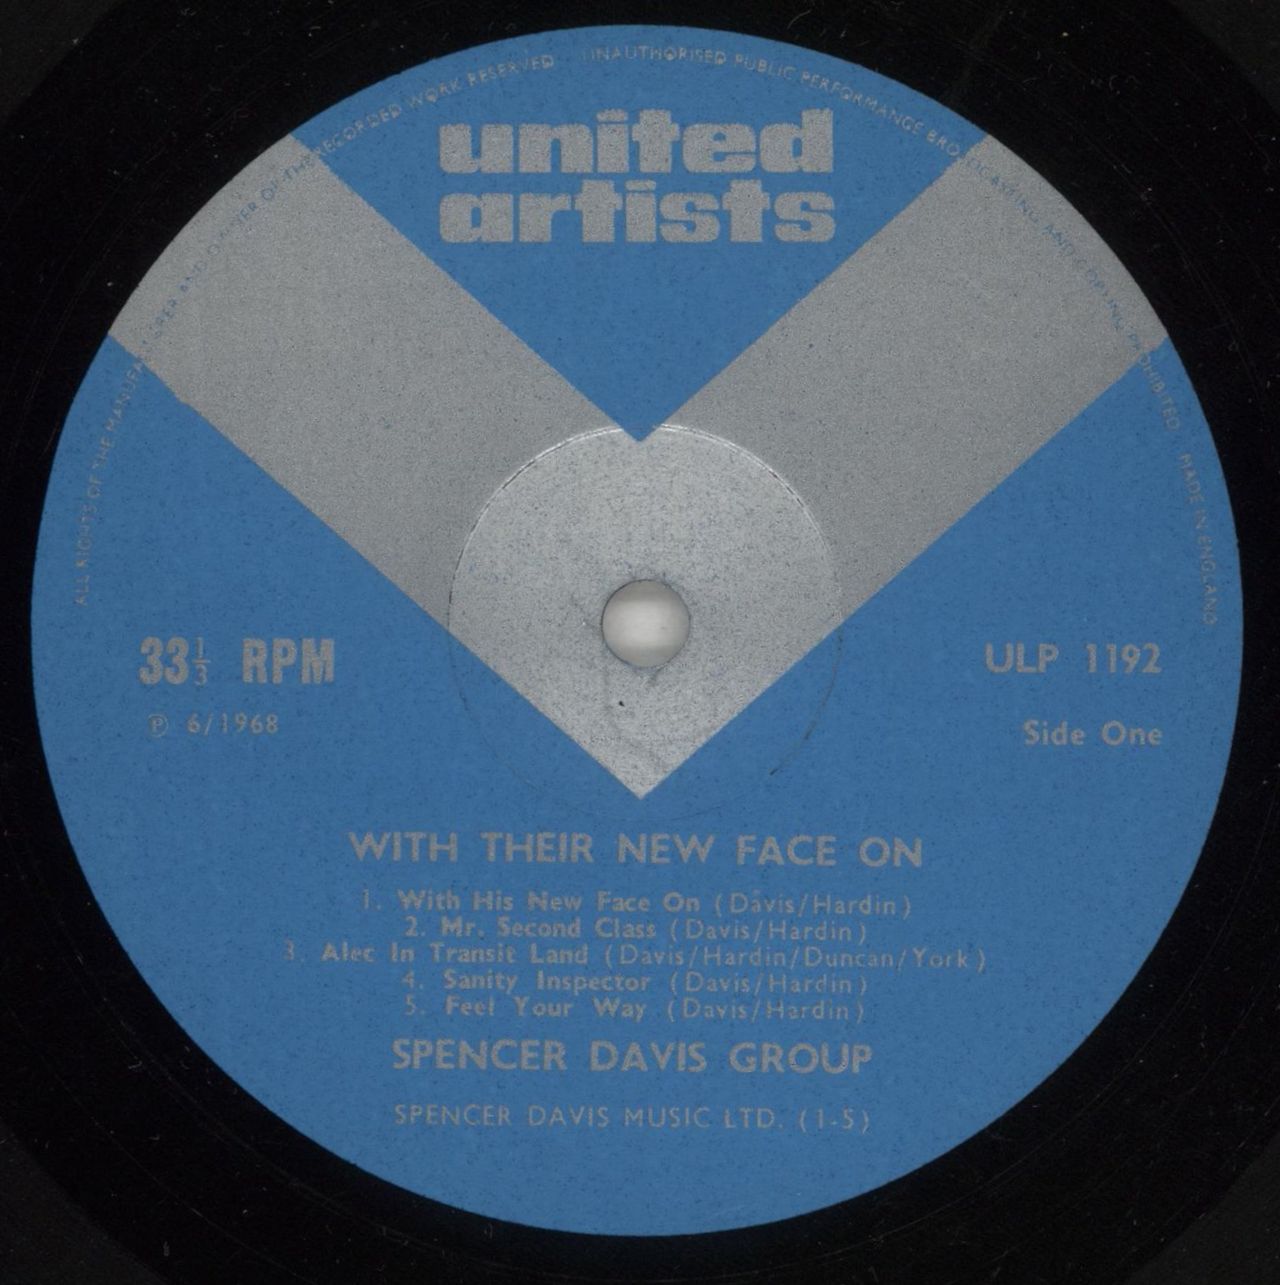 ALL RIGHTS OF THE MANUFACTURER AND OWNER OF THE RECORDED WORK RESERVED UNAUTHORISED PUBLIC PERFORMANCE BROADCASTING AND COPYING PROHIBITED MADE IN ENGLAND
united
artists
33⅓ RPM
ULP 1192
℗ 6/1968
Side One
WITH THEIR NEW FACE ON
1. With His New Face On (Davis/Hardin)
2. Mr. Second Class (Davis/Hardin)
3. Alec In Transit Land (Davis/Hardin/Duncan/York)
4. Sanity Inspector (Davis/Hardin)
5. Feel Your Way (Davis/Hardin)
SPENCER DAVIS GROUP
SPENCER DAVIS MUSIC LTD. (1-5)